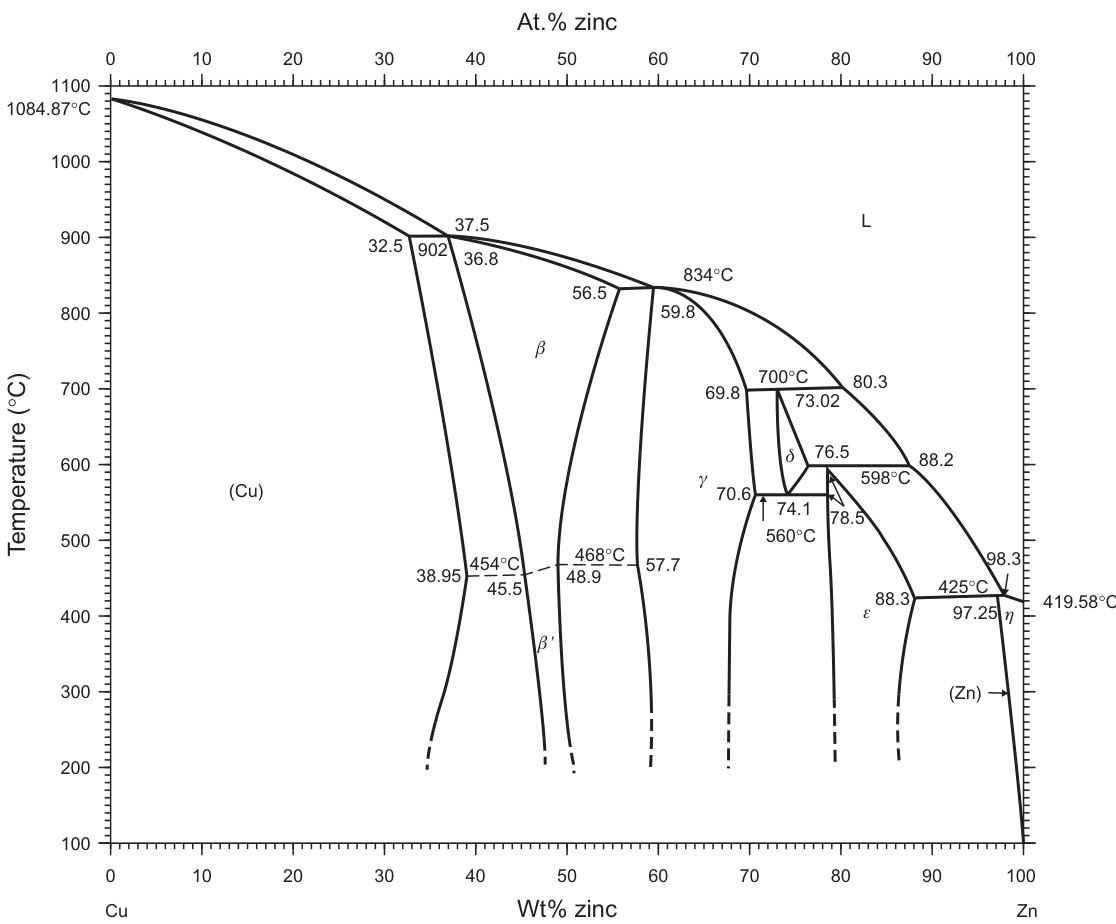 At.% zinc
0 10 20 30 40 50 60 70 80 90 100
1100
1084.87°C
1000
900
800
700
600
500
400
300
200
100
Temperature (°C)
37.5
32.5 902
36.8
L
834°C
56.5
59.8
β
700°C
80.3
69.8
73.02
76.5
δ
88.2
598°C
(Cu)
γ
70.6
74.1
78.5
560°C
98.3
454°C
468°C
38.95
45.5
48.9
57.7
425°C
88.3
97.25
η
419.58°C
ε
β′
(Zn)
0 10 20 30 40 50 60 70 80 90 100
Cu
Wt% zinc
Zn